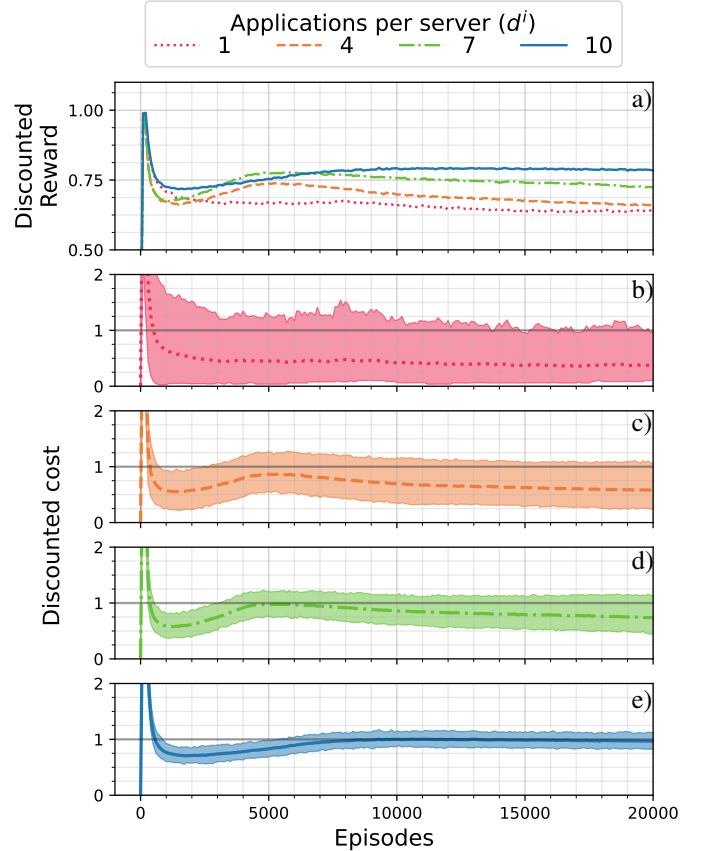 Applications per server (dⁱ)
1 4 7 10
a)
1.00
0.75
0.50
Discounted
Reward
b)
2
1
0
c)
2
1
0
d)
2
1
0
e)
2
1
0
Discounted cost
0 5000 10000 15000 20000
Episodes